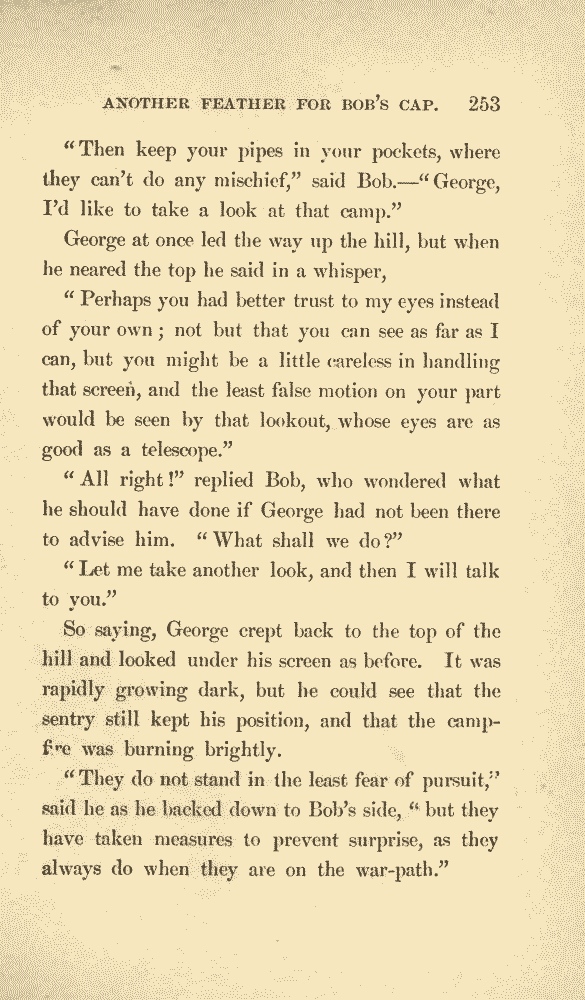 ANOTHER FEATHER FOR BOB'S CAP. 253
“Then keep your pipes in your pockets, where
they can't do any mischief,” said Bob.—“George,
I'd like to take a look at that camp.”
George at once led the way up the hill, but when
he neared the top he said in a whisper,
“Perhaps you had better trust to my eyes instead
of your own; not but that you can see as far as I
can, but you might be a little careless in handling
that screen, and the least false motion on your part
would be seen by that lookout, whose eyes are as
good as a telescope.”
“All right!” replied Bob, who wondered what
he should have done if George had not been there
to advise him. “What shall we do?”
“Let me take another look, and then I will talk
to you.”
So saying, George crept back to the top of the
hill and looked under his screen as before. It was
rapidly growing dark, but he could see that the
sentry still kept his position, and that the camp-
fire was burning brightly.
“They do not stand in the least fear of pursuit,”
said he as he backed down to Bob's side, “but they
have taken measures to prevent surprise, as they
always do when they are on the war-path.”